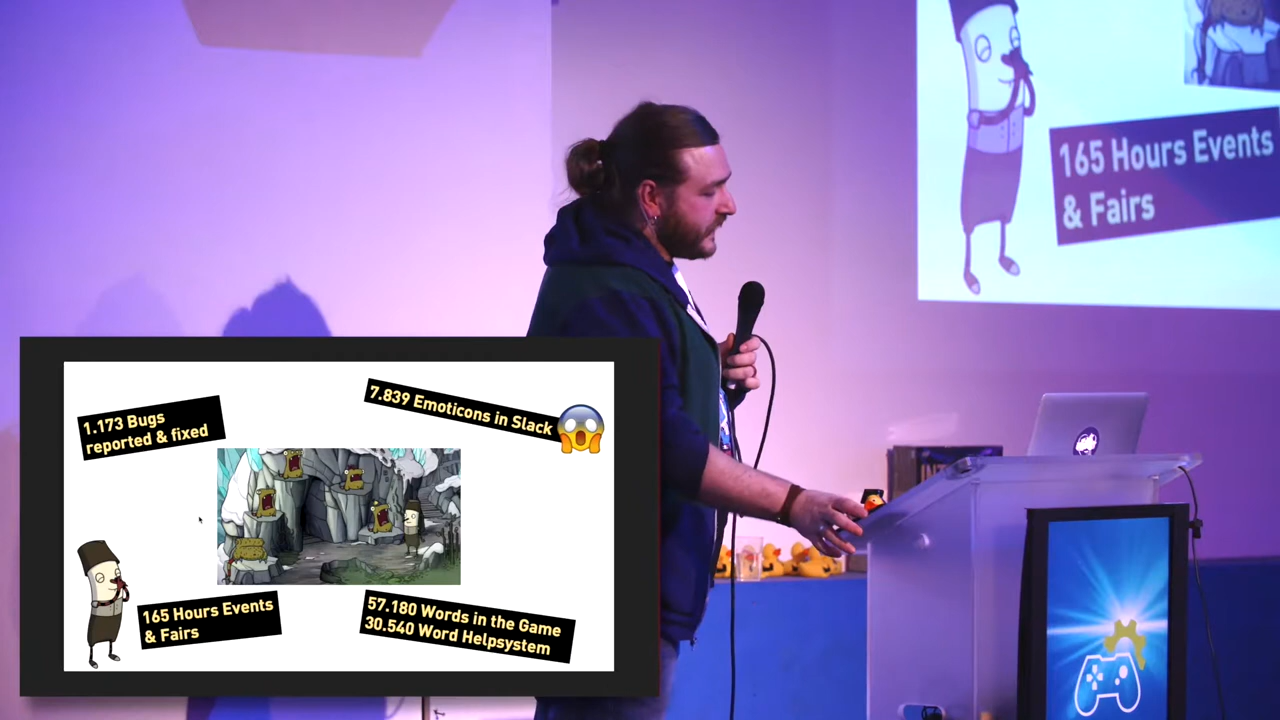 165 Hours Events
& Fairs
1.173 Bugs
reported & fixed
7.839 Emoticons in Slack
165 Hours Events
& Fairs
57.180 Words in the Game
30.540 Word Helpsystem